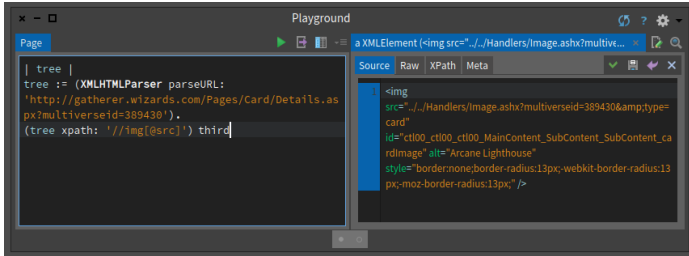 Playground
?
Page
a XMLElement (<img src="../../Handlers/Image.ashx?multive...
Source Raw XPath Meta
| tree |
tree := (XMLHTMLParser parseURL:
'http://gatherer.wizards.com/Pages/Card/Details.as
px?multiverseid=389430').
(tree xpath: '//img[@src]') third
1 <img
src="../../Handlers/Image.ashx?multiverseid=389430&amp;type=
card"
id="ctl00_ctl00_ctl00_MainContent_SubContent_SubContent_ca
rdImage" alt="Arcane Lighthouse"
style="border:none;border-radius:13px;-webkit-border-radius:13
px;-moz-border-radius:13px;" />